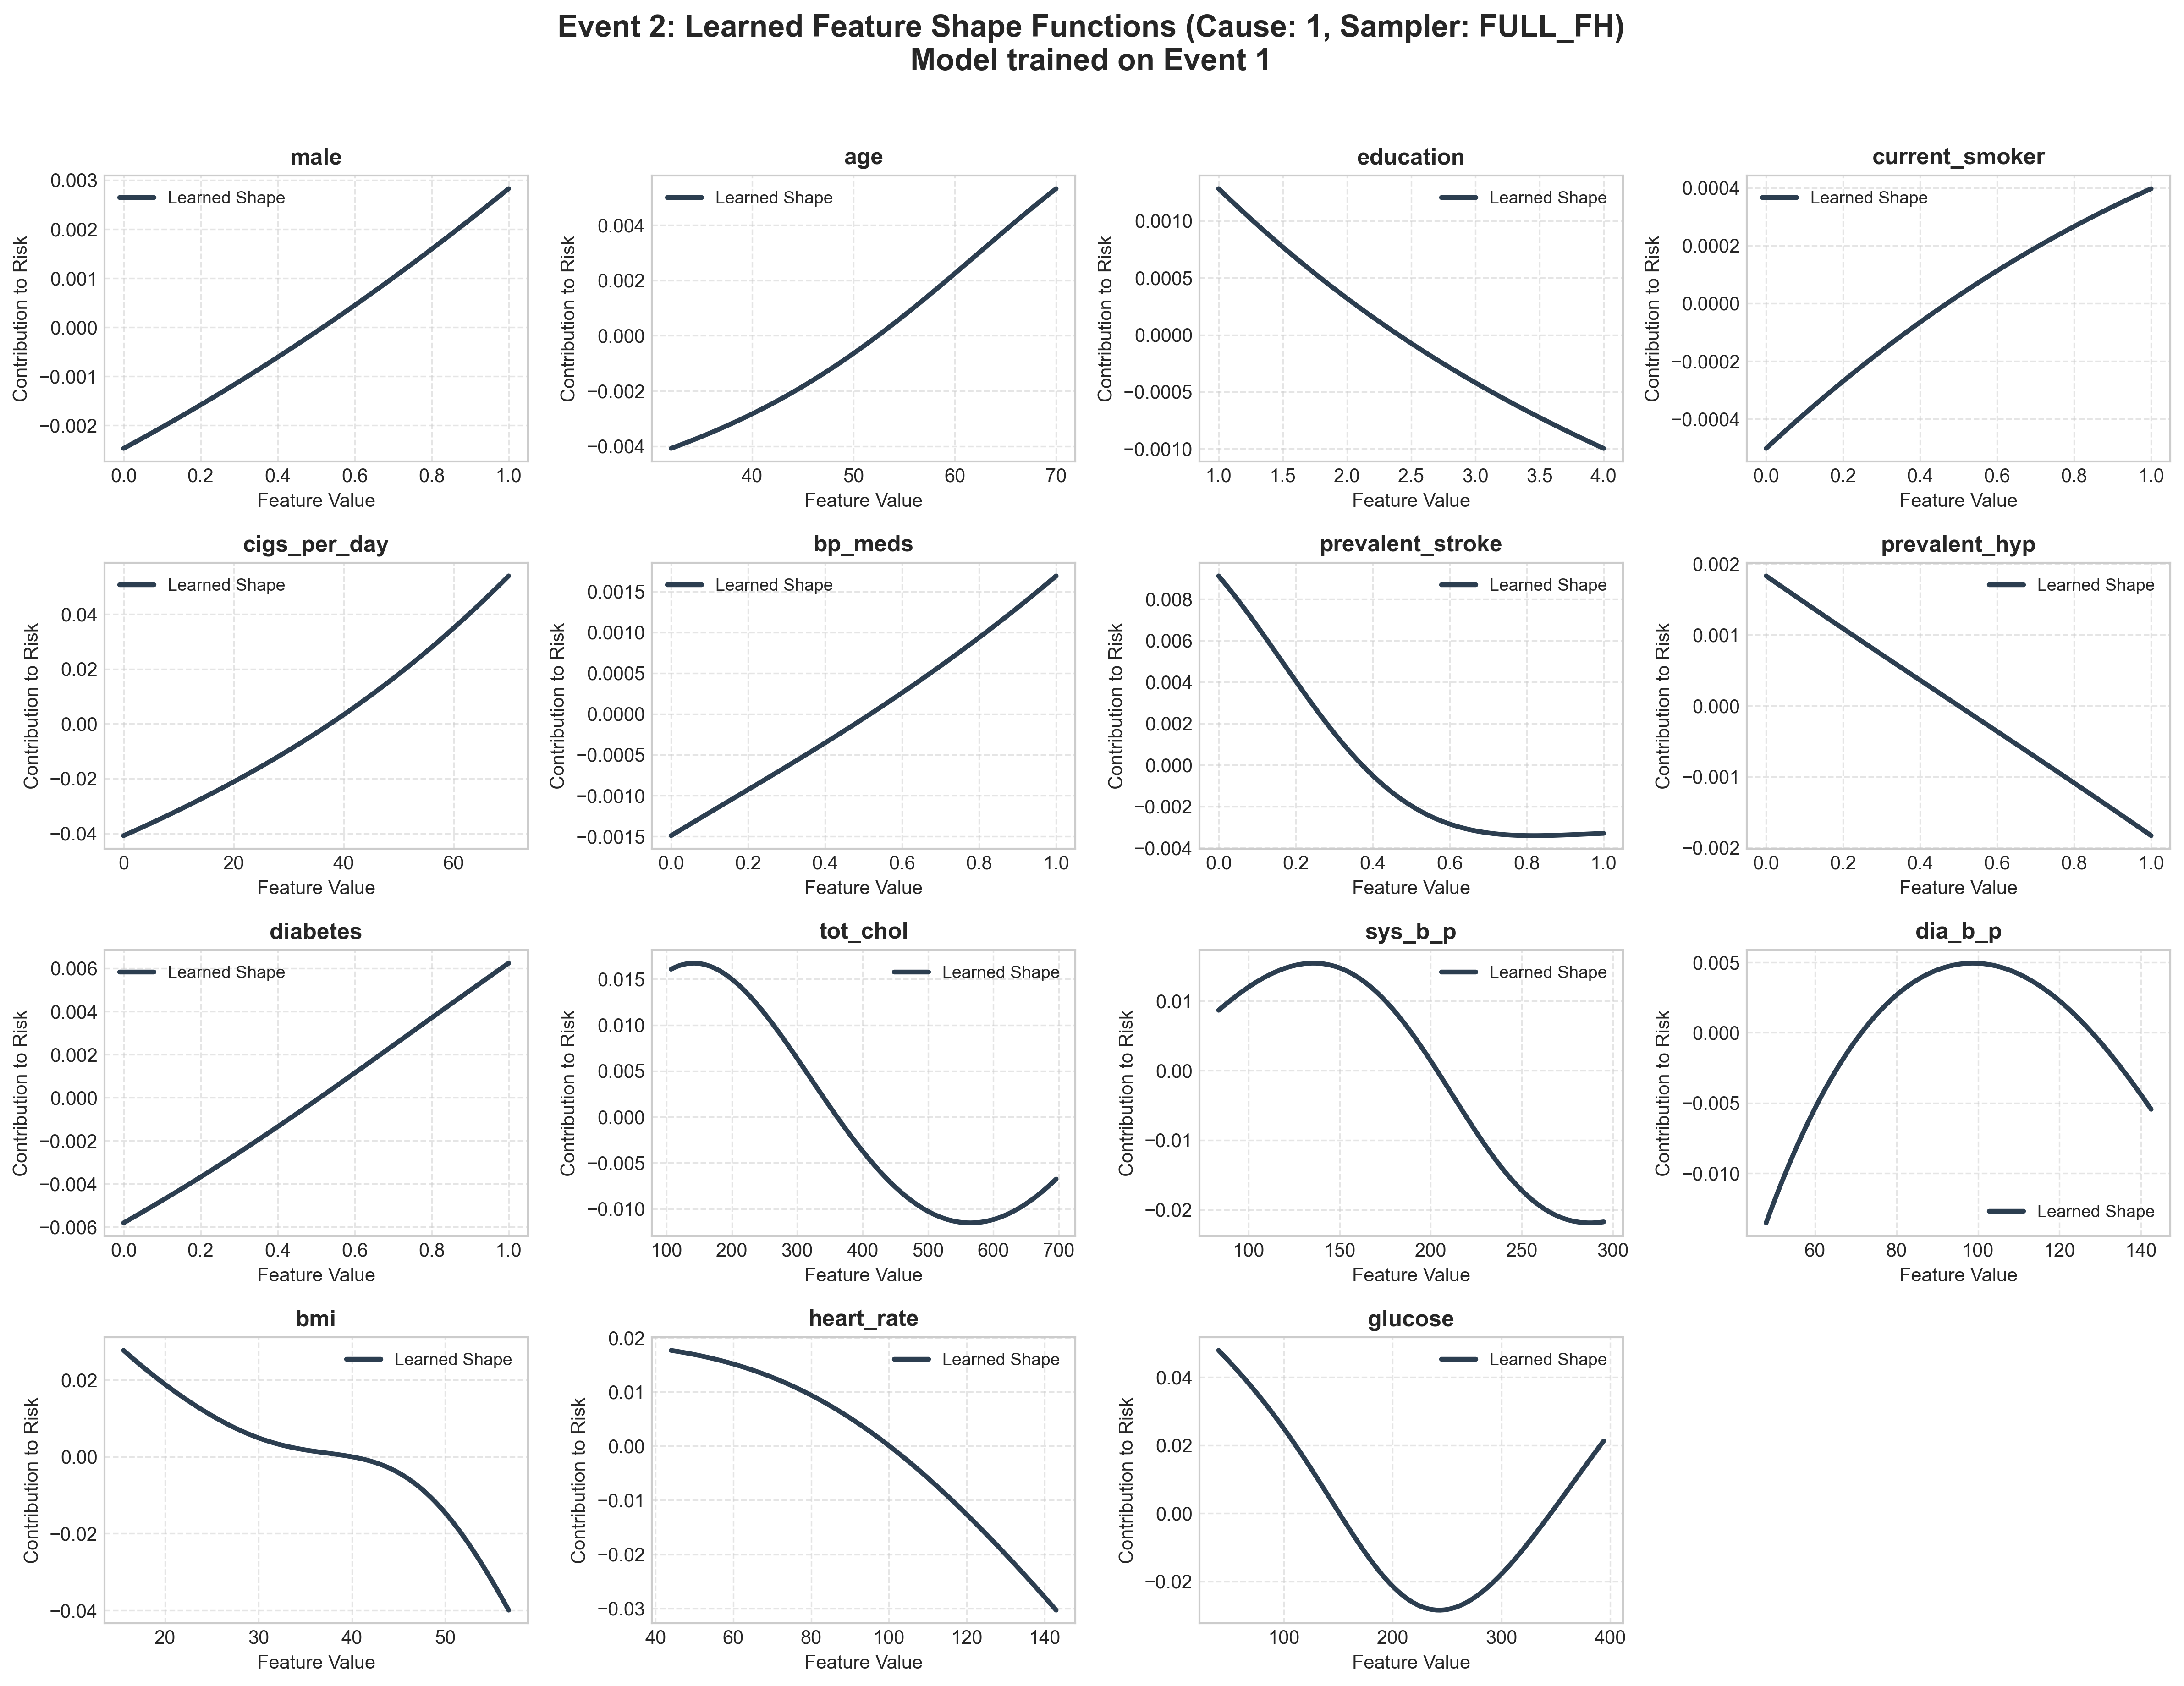 Event 2: Learned Feature Shape Functions (Cause: 1, Sampler: FULL_FH)
Model trained on Event 1
male
Learned Shape
Contribution to Risk
0.003
0.002
0.001
0.000
−0.001
−0.002
0.0 0.2 0.4 0.6 0.8 1.0
Feature Value
age
Learned Shape
Contribution to Risk
0.004
0.002
0.000
−0.002
−0.004
40 50 60 70
Feature Value
education
Learned Shape
Contribution to Risk
0.0010
0.0005
0.0000
−0.0005
−0.0010
1.0 1.5 2.0 2.5 3.0 3.5 4.0
Feature Value
current_smoker
Learned Shape
Contribution to Risk
0.0004
0.0002
0.0000
−0.0002
−0.0004
0.0 0.2 0.4 0.6 0.8 1.0
Feature Value
cigs_per_day
Learned Shape
Contribution to Risk
0.04
0.02
0.00
−0.02
−0.04
0 20 40 60
Feature Value
bp_meds
Learned Shape
Contribution to Risk
0.0015
0.0010
0.0005
0.0000
−0.0005
−0.0010
−0.0015
0.0 0.2 0.4 0.6 0.8 1.0
Feature Value
prevalent_stroke
Learned Shape
Contribution to Risk
0.008
0.006
0.004
0.002
0.000
−0.002
−0.004
0.0 0.2 0.4 0.6 0.8 1.0
Feature Value
prevalent_hyp
Learned Shape
Contribution to Risk
0.002
0.001
0.000
−0.001
−0.002
0.0 0.2 0.4 0.6 0.8 1.0
Feature Value
diabetes
Learned Shape
Contribution to Risk
0.006
0.004
0.002
0.000
−0.002
−0.004
−0.006
0.0 0.2 0.4 0.6 0.8 1.0
Feature Value
tot_chol
Learned Shape
Contribution to Risk
0.015
0.010
0.005
0.000
−0.005
−0.010
100 200 300 400 500 600 700
Feature Value
sys_b_p
Learned Shape
Contribution to Risk
0.01
0.00
−0.01
−0.02
100 150 200 250 300
Feature Value
dia_b_p
Learned Shape
Contribution to Risk
0.005
0.000
−0.005
−0.010
60 80 100 120 140
Feature Value
bmi
Learned Shape
Contribution to Risk
0.02
0.00
−0.02
−0.04
20 30 40 50
Feature Value
heart_rate
Learned Shape
Contribution to Risk
0.02
0.01
0.00
−0.01
−0.02
−0.03
40 60 80 100 120 140
Feature Value
glucose
Learned Shape
Contribution to Risk
0.04
0.02
0.00
−0.02
100 200 300 400
Feature Value